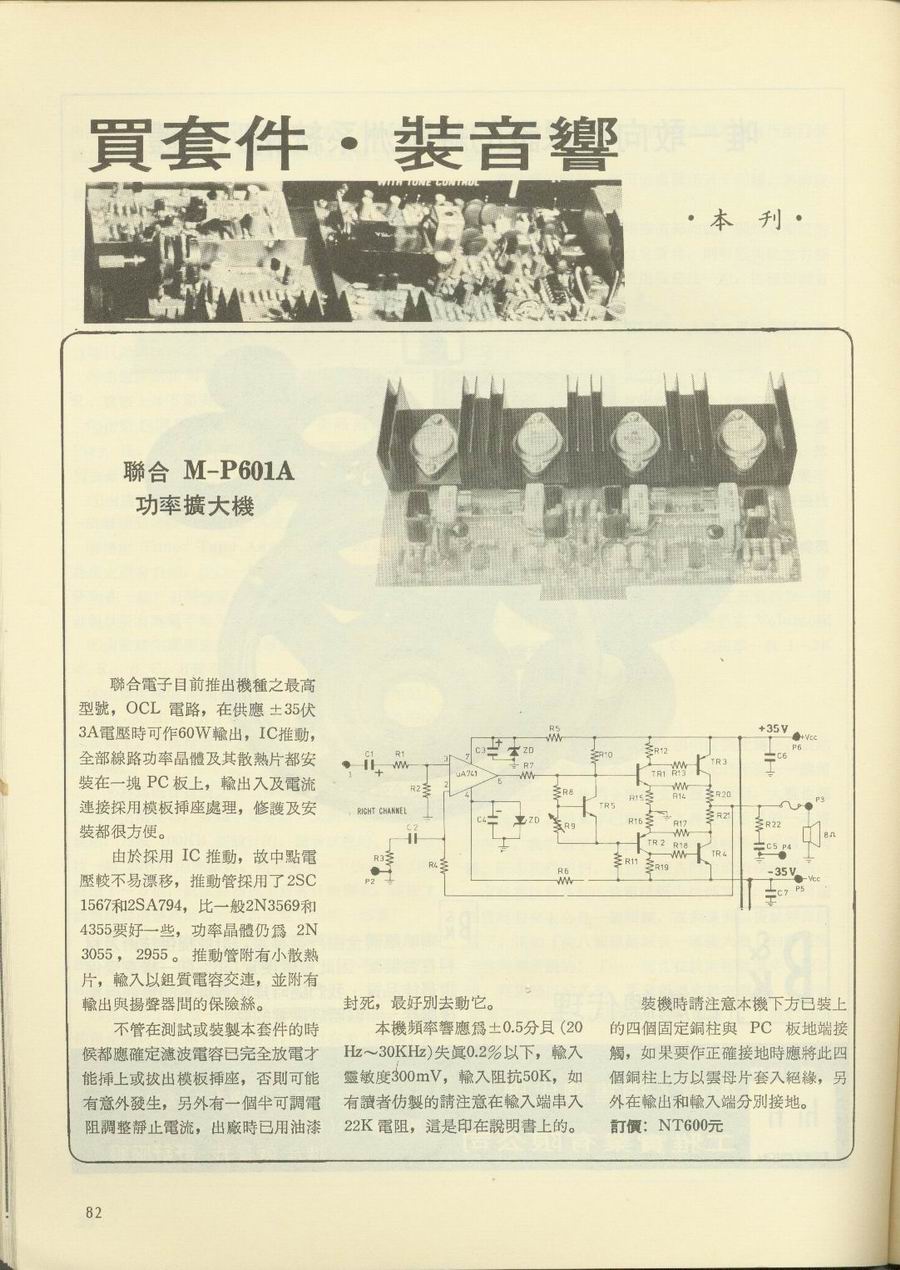 買套件・裝音響
WITH TONE CONTROL
・本刊・
聯合 M-P601A
功率擴大機
聯合電子目前推出機種之最高
型號，OCL 電路，在供應 ±35伏
3A電壓時可作60W輸出，IC推動，
全部線路功率晶體及其散熱片都安
裝在一塊 PC 板上，輸出入及電流
連接採用模板挿座處理，修護及安
裝都很方便。
由於採用 IC 推動，故中點電
壓較不易漂移，推動管採用了2SC
1567和2SA794，比一般2N3569和
4355要好一些，功率晶體仍爲 2N
3055，2955。推動管附有小散熱
片，輸入以鉭質電容交連，並附有
輸出與揚聲器間的保險絲。
不管在測試或裝製本套件的時
候都應確定濾波電容已完全放電才
能挿上或拔出模板挿座，否則可能
有意外發生，另外有一個半可調電
阻調整靜止電流，出廠時已用油漆
R5
+35V
+Vcc
P6
C1
R1
C3
ZD
R7
R10
R12
TR3
C6
1
3
7
2
6
4
UA741
R2
R8
TR1
R13
R14
R15
R20
P3
RIGHT CHANNEL
C4
ZD
R9
TR5
R16
R21
R17
R22
8Ω
C2
R3
P2
R4
R6
R11
TR2
R18
TR4
R19
C5
P4
-35V
-Vcc
P5
C7
封死，最好別去動它。
本機頻率響應爲±0.5分貝 (20
Hz～30KHz)失眞0.2%以下，輸入
靈敏度300mV，輸入阻抗50K，如
有讀者仿製的請注意在輸入端串入
22K 電阻，這是印在說明書上的。
裝機時請注意本機下方已裝上
的四個固定銅柱與 PC 板地端接
觸，如果要作正確接地時應將此四
個銅柱上方以雲母片套入絕緣，另
外在輸出和輸入端分別接地。
訂價：NT600元
82